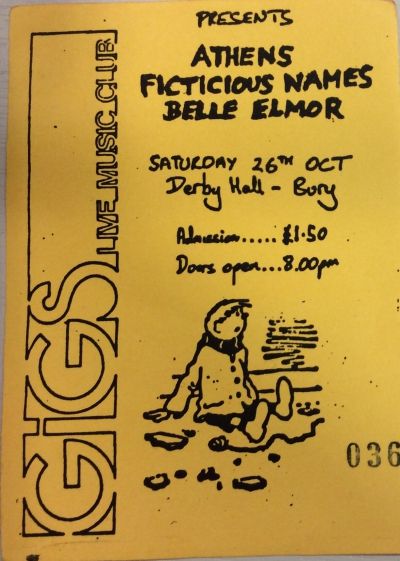 PRESENTS
ATHENS
FICTICIOUS NAMES
BELLE ELMOR
SATURDAY 26TH OCT
Derby Hall - Bury
Admission..... £1.50
Doors open...8.00pm
GIGS
LIVE MUSIC CLUB
036